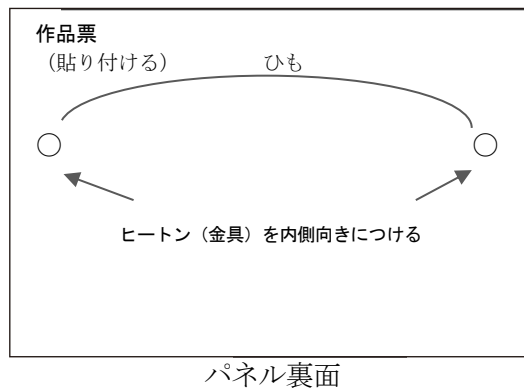 作品票
（貼り付ける）
ひも
ヒートン（金具）を内側向きにつける
パネル裏面